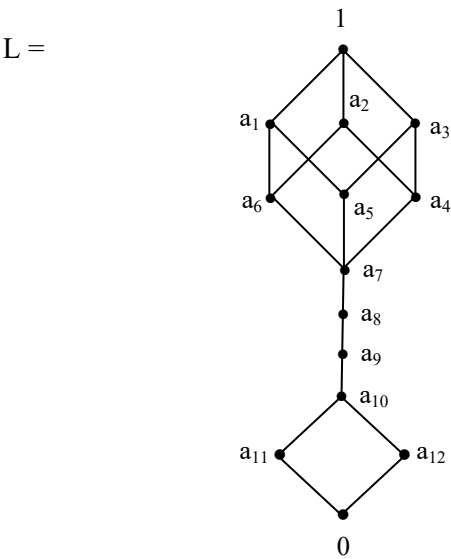 1
L =
a₂
a₁
a₃
a₆
a₅
a₄
a₇
a₈
a₉
a₁₀
a₁₁
a₁₂
0